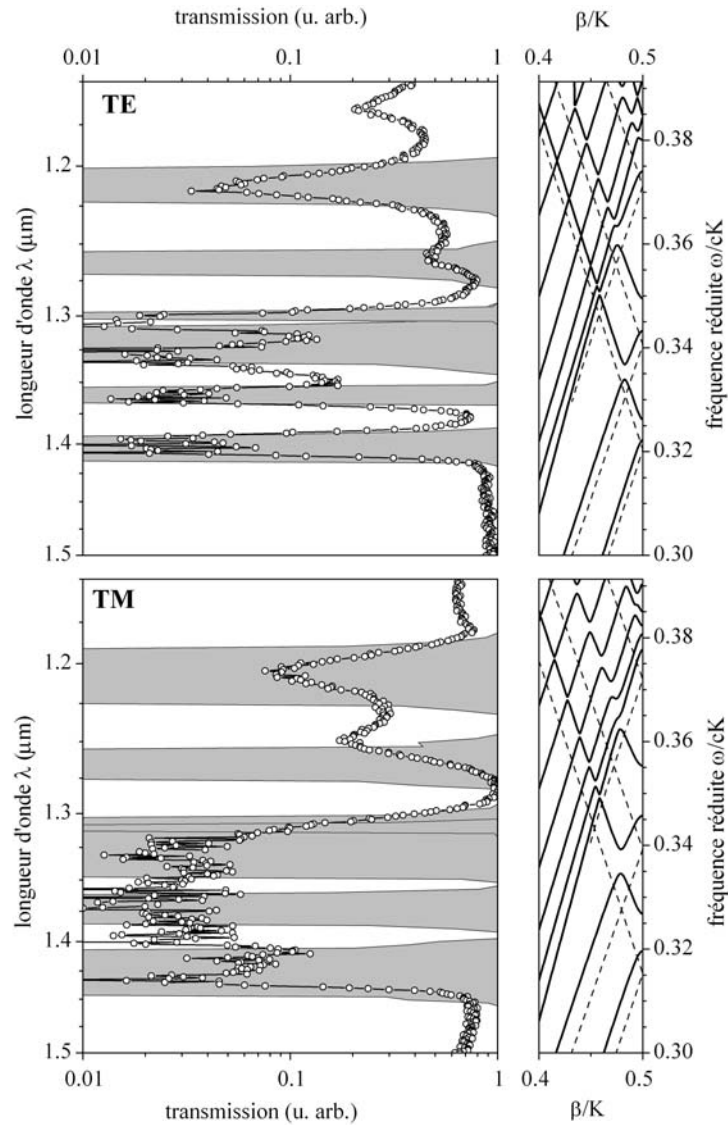 transmission (u. arb.)
β/K
0.01
0.1
1
0.4
0.5
TE
1.2
1.3
1.4
1.5
longueur d'onde λ (µm)
0.38
0.36
0.34
0.32
0.30
fréquence réduite ω/cK
TM
1.2
1.3
1.4
1.5
longueur d'onde λ (µm)
0.38
0.36
0.34
0.32
0.30
fréquence réduite ω/cK
0.01
0.1
1
0.4
0.5
transmission (u. arb.)
β/K